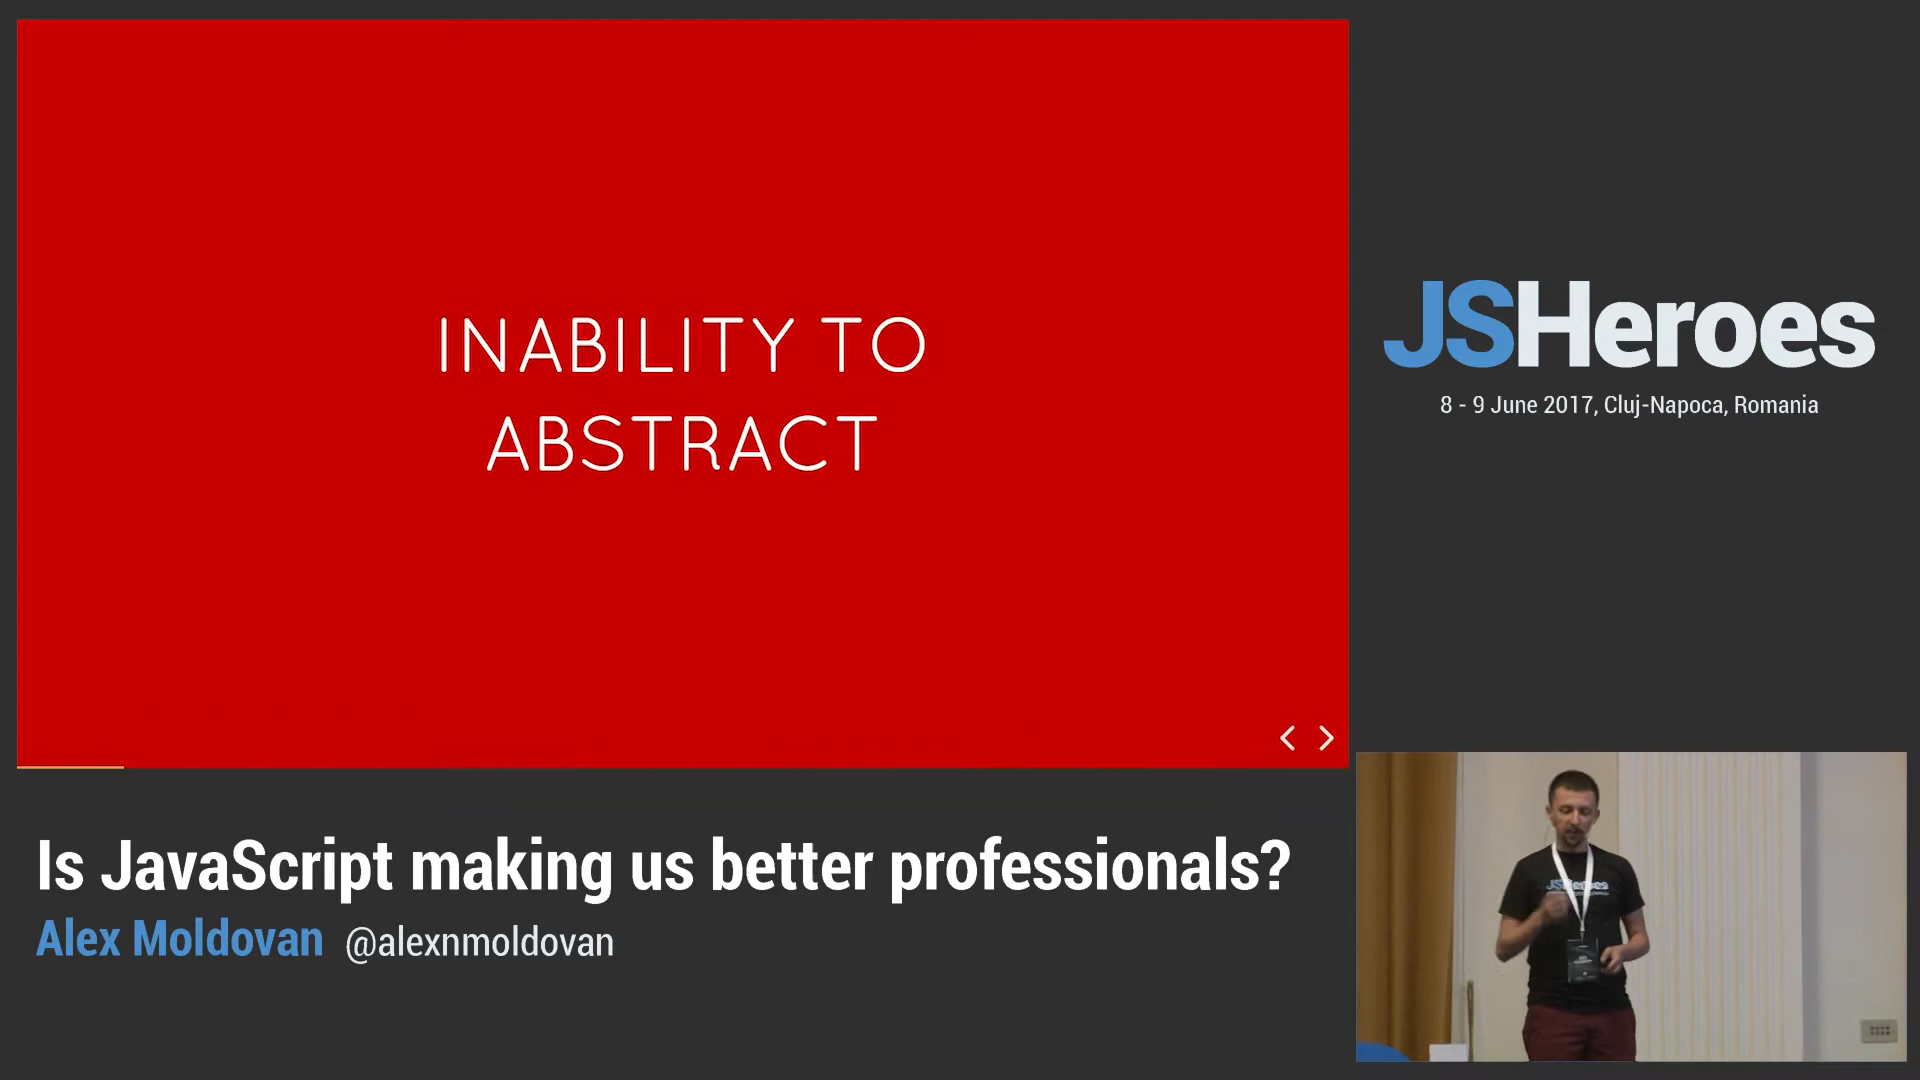 INABILITY TO
ABSTRACT
JSHeroes
8 - 9 June 2017, Cluj-Napoca, Romania
Is JavaScript making us better professionals?
Alex Moldovan @alexnmoldovan
JSHeroes